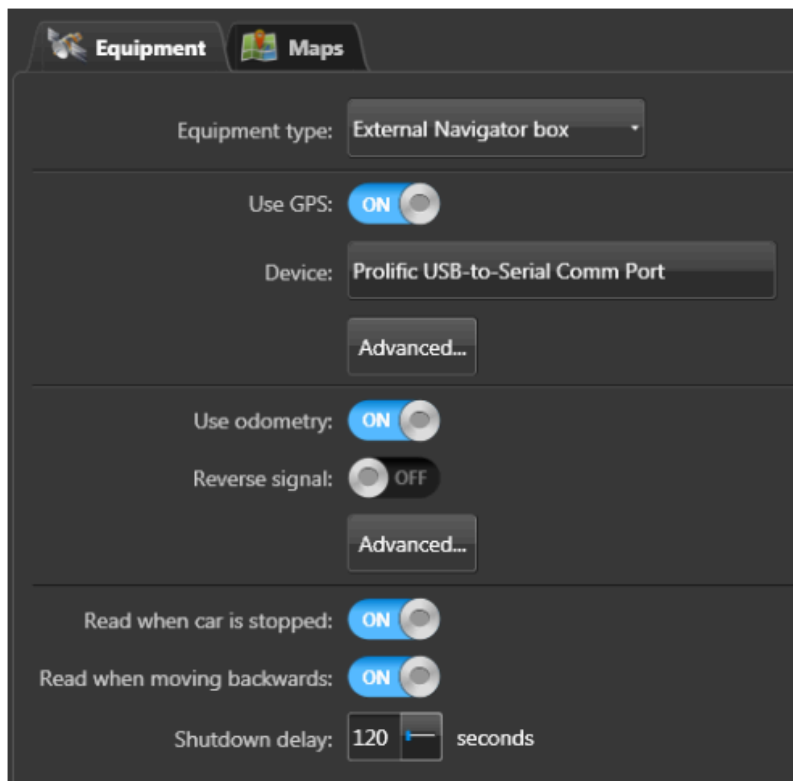 Equipment Maps
Equipment type: External Navigator box
Use GPS: ON
Device: Prolific USB-to-Serial Comm Port
Advanced...
Use odometry: ON
Reverse signal: OFF
Advanced...
Read when car is stopped: ON
Read when moving backwards: ON
Shutdown delay: 120 seconds